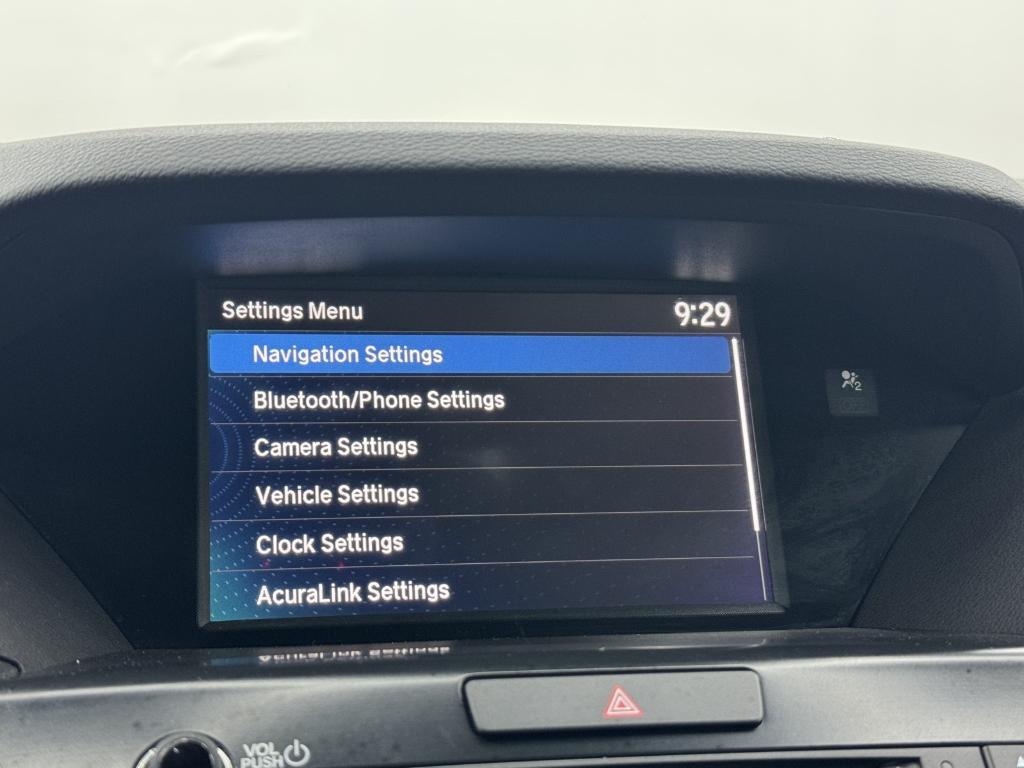 Settings Menu 9:29
Navigation Settings
Bluetooth/Phone Settings
Camera Settings
Vehicle Settings
Clock Settings
AcuraLink Settings
2
VOL
PUSH